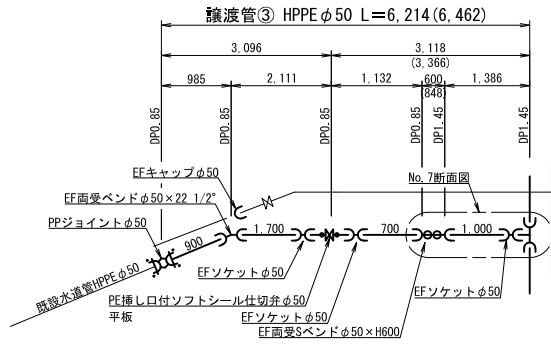 譲渡管③ HPPEφ50 L=6,214(6,462)
3,096
3,118
(3,366)
985
2,111
1,132
600
(848)
1,386
DP0.85
DP0.85
DP0.85
DP0.85
DP1.45
DP1.45
EFキャップφ50
No.7断面図
EF両受ベンドφ50×22 1/2°
PPジョイントφ50
900
1,700
700
1,000
既設水道管HPPEφ50
EFソケットφ50
PE挿し口付ソフトシール仕切弁φ50
平板
EFソケットφ50
EF両受Sベンドφ50×H600
EFソケットφ50